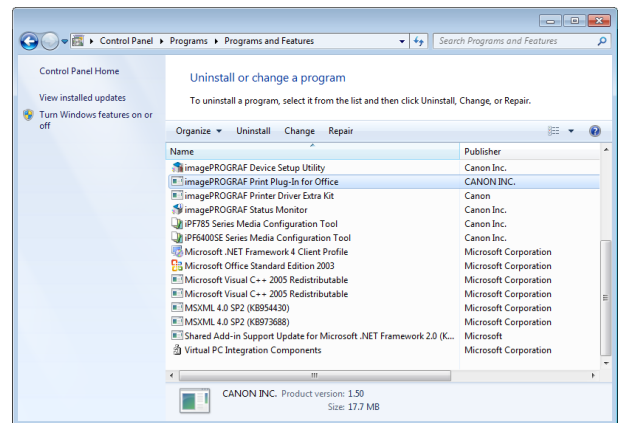 Control Panel Programs Programs and Features Search Programs and Features
Control Panel Home
View installed updates
Turn Windows features on or
off
Uninstall or change a program
To uninstall a program, select it from the list and then click Uninstall, Change, or Repair.
Organize Uninstall Change Repair
Name Publisher
imagePROGRAF Device Setup Utility Canon Inc.
imagePROGRAF Print Plug-In for Office CANON INC.
imagePROGRAF Printer Driver Extra Kit Canon
imagePROGRAF Status Monitor Canon Inc.
iPF785 Series Media Configuration Tool Canon Inc.
iPF6400SE Series Media Configuration Tool Canon Inc.
Microsoft .NET Framework 4 Client Profile Microsoft Corporation
Microsoft Office Standard Edition 2003 Microsoft Corporation
Microsoft Visual C++ 2005 Redistributable Microsoft Corporation
Microsoft Visual C++ 2005 Redistributable Microsoft Corporation
MSXML 4.0 SP2 (KB954430) Microsoft Corporation
MSXML 4.0 SP2 (KB973688) Microsoft Corporation
Shared Add-in Support Update for Microsoft .NET Framework 2.0 (K... Microsoft
Virtual PC Integration Components Microsoft Corporation
CANON INC. Product version: 1.50
Size: 17.7 MB